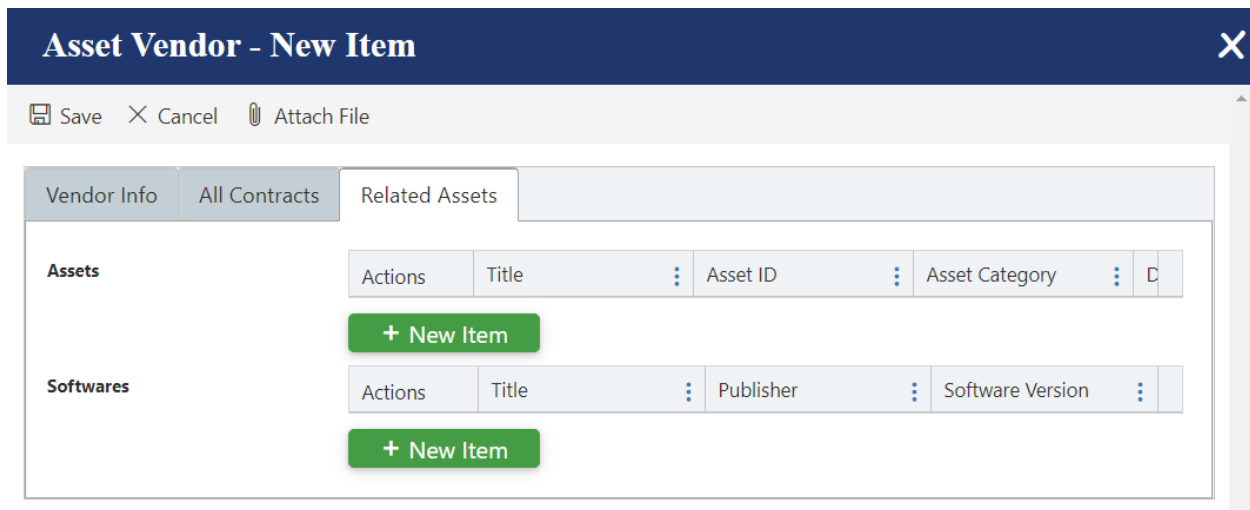 Asset Vendor - New Item
Save Cancel Attach File
Vendor Info All Contracts Related Assets
Assets Actions Title Asset ID Asset Category D
+ New Item
Softwares Actions Title Publisher Software Version
+ New Item